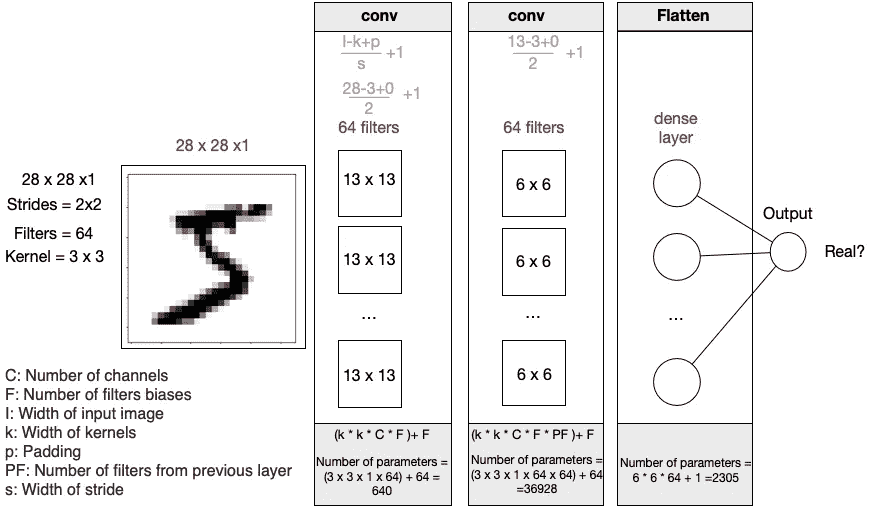 conv
conv
Flatten
I-k+p
s
+1
28-3+0
2
+1
64 filters
13 x 13
13 x 13
...
13 x 13
(k * k * C * F )+ F
Number of parameters =
(3 x 3 x 1 x 64) + 64 =
640
13-3+0
2
+1
64 filters
6 x 6
6 x 6
...
6 x 6
(k * k * C * F * PF )+ F
Number of parameters =
(3 x 3 x 1 x 64 x 64) + 64
=36928
dense
layer
...
Number of parameters =
6 * 6 * 64 + 1 =2305
Output
Real?
28 x 28 x1
28 x 28 x1
Strides = 2x2
Filters = 64
Kernel = 3 x 3
C: Number of channels
F: Number of filters biases
I: Width of input image
k: Width of kernels
p: Padding
PF: Number of filters from previous layer
s: Width of stride